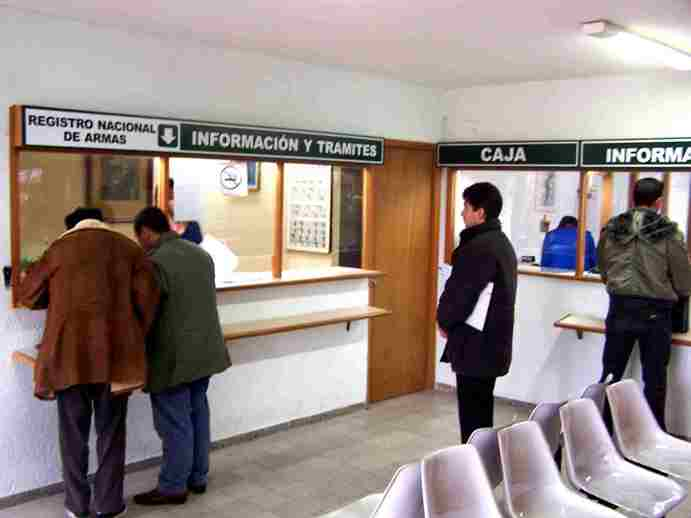 REGISTRO NACIONAL
DE ARMAS
INFORMACIÓN Y TRAMITES
CAJA
INFORMA